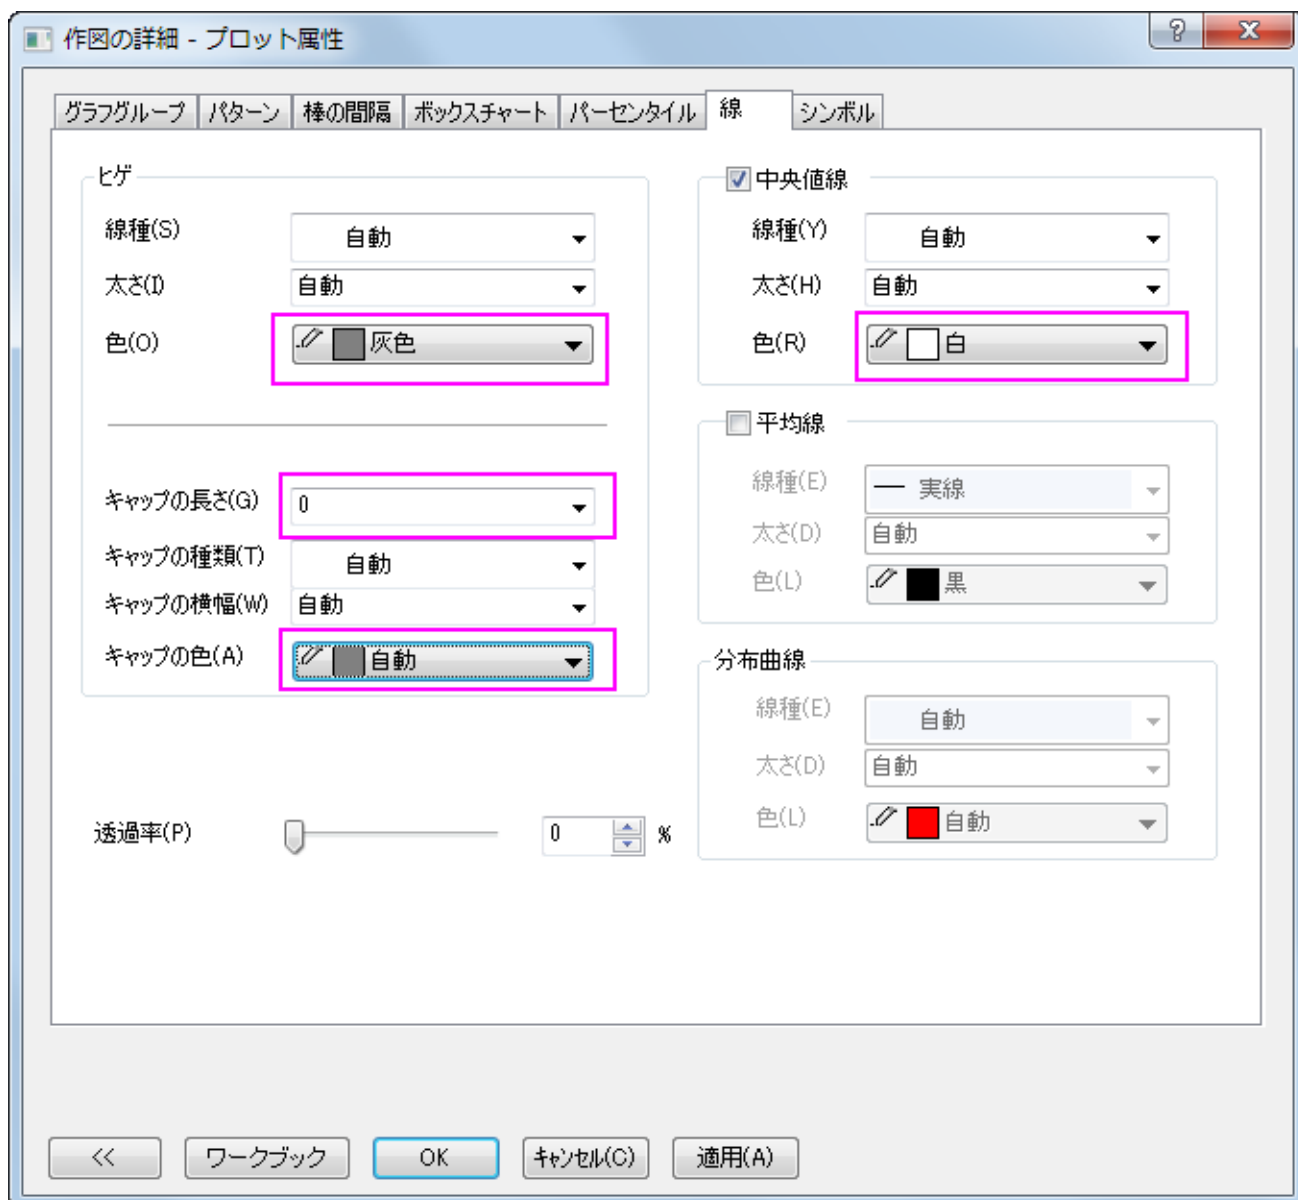 作図の詳細 - プロット属性
グラフグループ パターン 棒の間隔 ボックスチャート パーセンタイル 線 シンボル
ヒゲ
線種(S) 自動
太さ(I) 自動
色(O) 灰色
キャップの長さ(G) 0
キャップの種類(T) 自動
キャップの横幅(W) 自動
キャップの色(A) 自動
透過率(P) 0 %
中央値線
線種(Y) 自動
太さ(H) 自動
色(R) 白
平均線
線種(E) 実線
太さ(D) 自動
色(L) 黒
分布曲線
線種(E) 自動
太さ(D) 自動
色(L) 自動
<< ワークブック OK キャンセル(C) 適用(A)